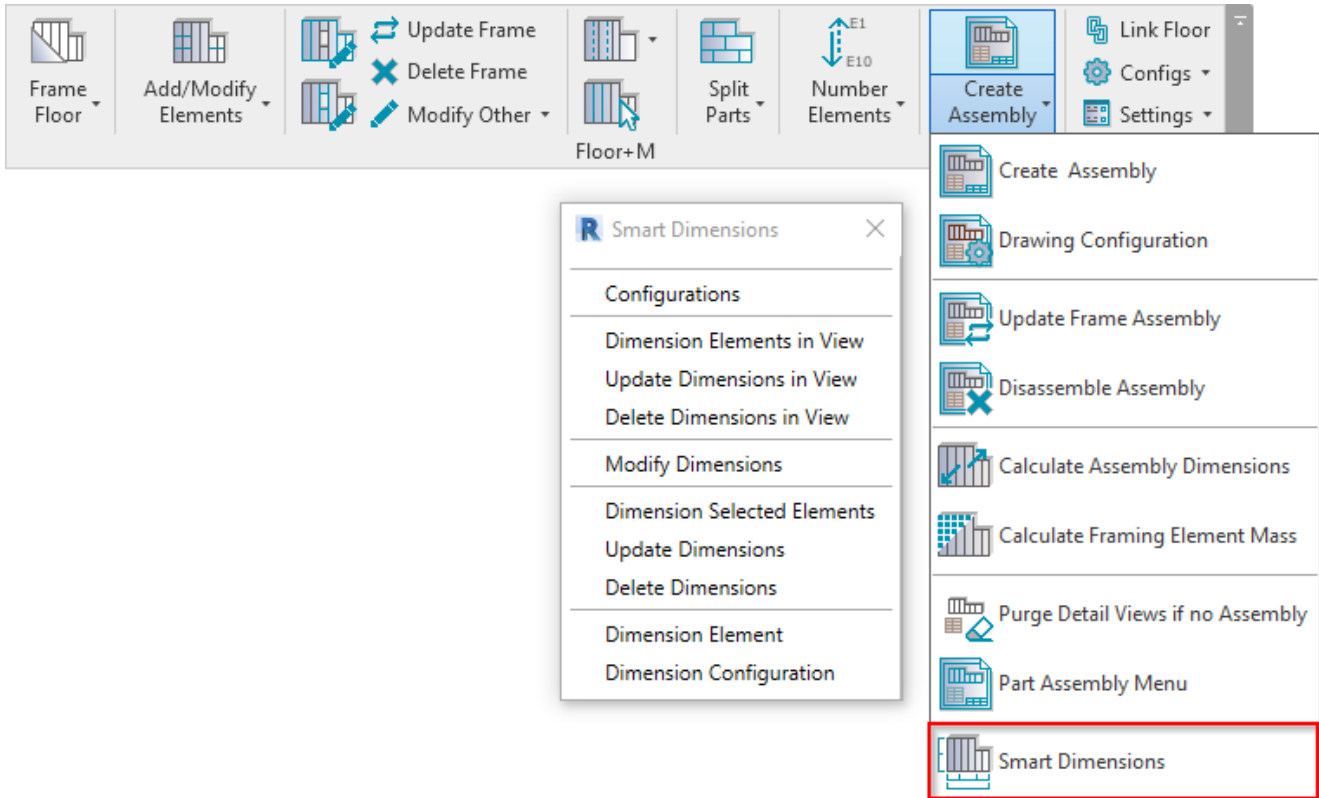 Frame
Floor
Add/Modify
Elements
Update Frame
Delete Frame
Modify Other
Split
Parts
E1
E10
Number
Elements
Create
Assembly
Link Floor
Configs
Settings
Floor+M
Create Assembly
Drawing Configuration
Update Frame Assembly
Disassemble Assembly
Calculate Assembly Dimensions
Calculate Framing Element Mass
Purge Detail Views if no Assembly
Part Assembly Menu
Smart Dimensions
R Smart Dimensions
Configurations
Dimension Elements in View
Update Dimensions in View
Delete Dimensions in View
Modify Dimensions
Dimension Selected Elements
Update Dimensions
Delete Dimensions
Dimension Element
Dimension Configuration